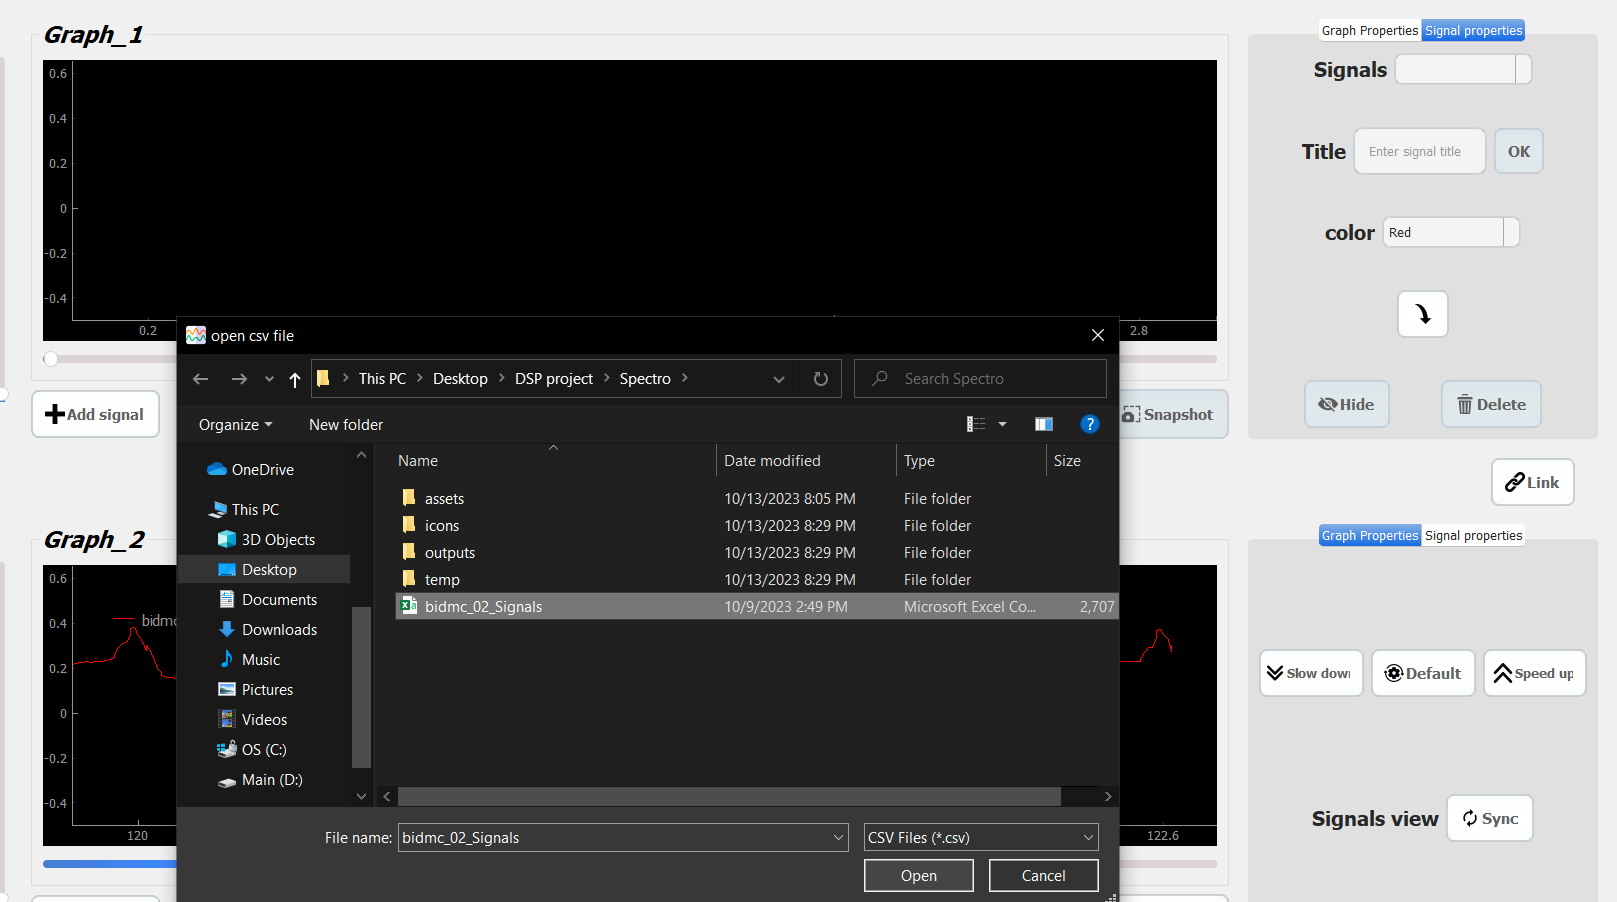 Graph_1
Graph Properties Signal properties
0.6
0.4
0.2
0
-0.2
-0.4
0.2
2.8
Signals
Title Enter signal title OK
color Red
Hide Delete
Add signal
Snapshot
Link
open csv file
This PC Desktop DSP project Spectro
Search Spectro
Organize New folder
?
OneDrive
This PC
3D Objects
Desktop
Documents
Downloads
Music
Pictures
Videos
OS (C:)
Main (D:)
Name Date modified Type Size
assets 10/13/2023 8:05 PM File folder
icons 10/13/2023 8:29 PM File folder
outputs 10/13/2023 8:29 PM File folder
temp 10/13/2023 8:29 PM File folder
bidmc_02_Signals 10/9/2023 2:49 PM Microsoft Excel Co... 2,707
File name: bidmc_02_Signals CSV Files (*.csv)
Open Cancel
Graph_2
Graph Properties Signal properties
0.6
0.4
0.2
0
-0.2
-0.4
bidmc
120
122.6
Slow down Default Speed up
Signals view Sync